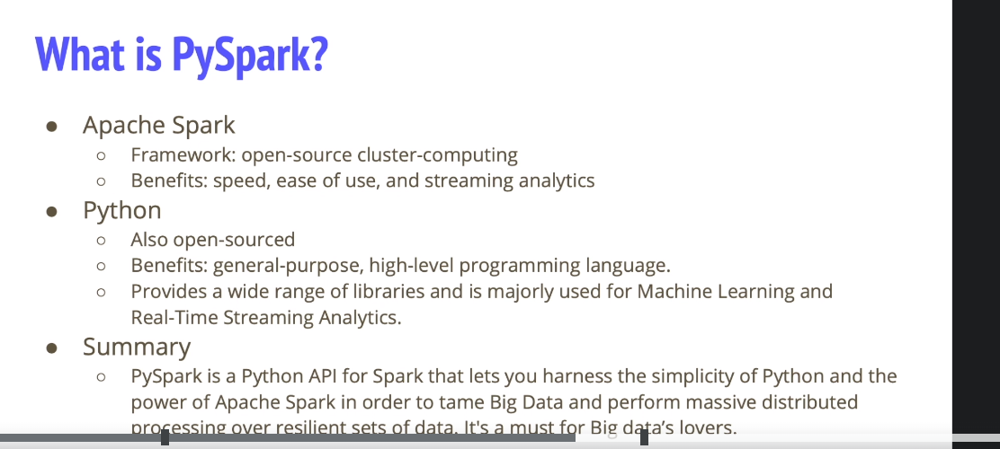 What is PySpark?
● Apache Spark
○ Framework: open-source cluster-computing
○ Benefits: speed, ease of use, and streaming analytics
● Python
○ Also open-sourced
○ Benefits: general-purpose, high-level programming language.
○ Provides a wide range of libraries and is majorly used for Machine Learning and
Real-Time Streaming Analytics.
● Summary
○ PySpark is a Python API for Spark that lets you harness the simplicity of Python and the
power of Apache Spark in order to tame Big Data and perform massive distributed
processing over resilient sets of data. It's a must for Big data’s lovers.